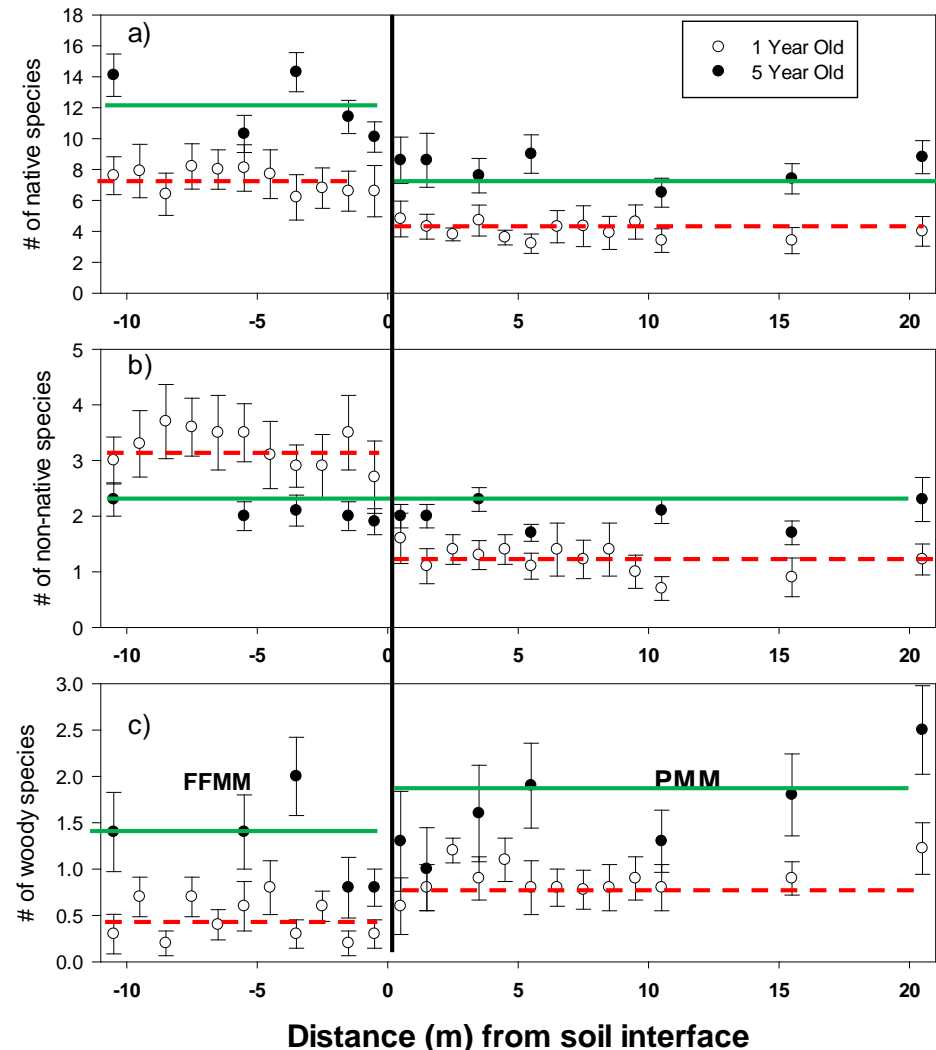 a)
1 Year Old
5 Year Old
# of native species
18
16
14
12
10
8
6
4
2
0
-10 -5 0 5 10 15 20
b)
# of non-native species
5
4
3
2
1
0
-10 -5 0 5 10 15 20
c)
# of woody species
3.0
2.5
2.0
1.5
1.0
0.5
0.0
FFMM PMM
-10 -5 0 5 10 15 20
Distance (m) from soil interface